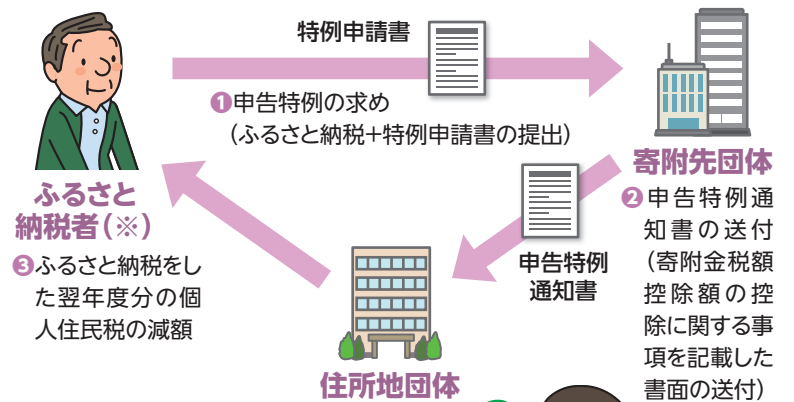 特例申請書
❶申告特例の求め
（ふるさと納税+特例申請書の提出）
ふるさと
納税者（※）
❸ふるさと納税をし
た翌年度分の個
人住民税の減額
寄附先団体
❷申告特例通
知書の送付
（寄附金税額
控除額の控
除に関する事
項を記載した
書面の送付）
申告特例
通知書
住所地団体